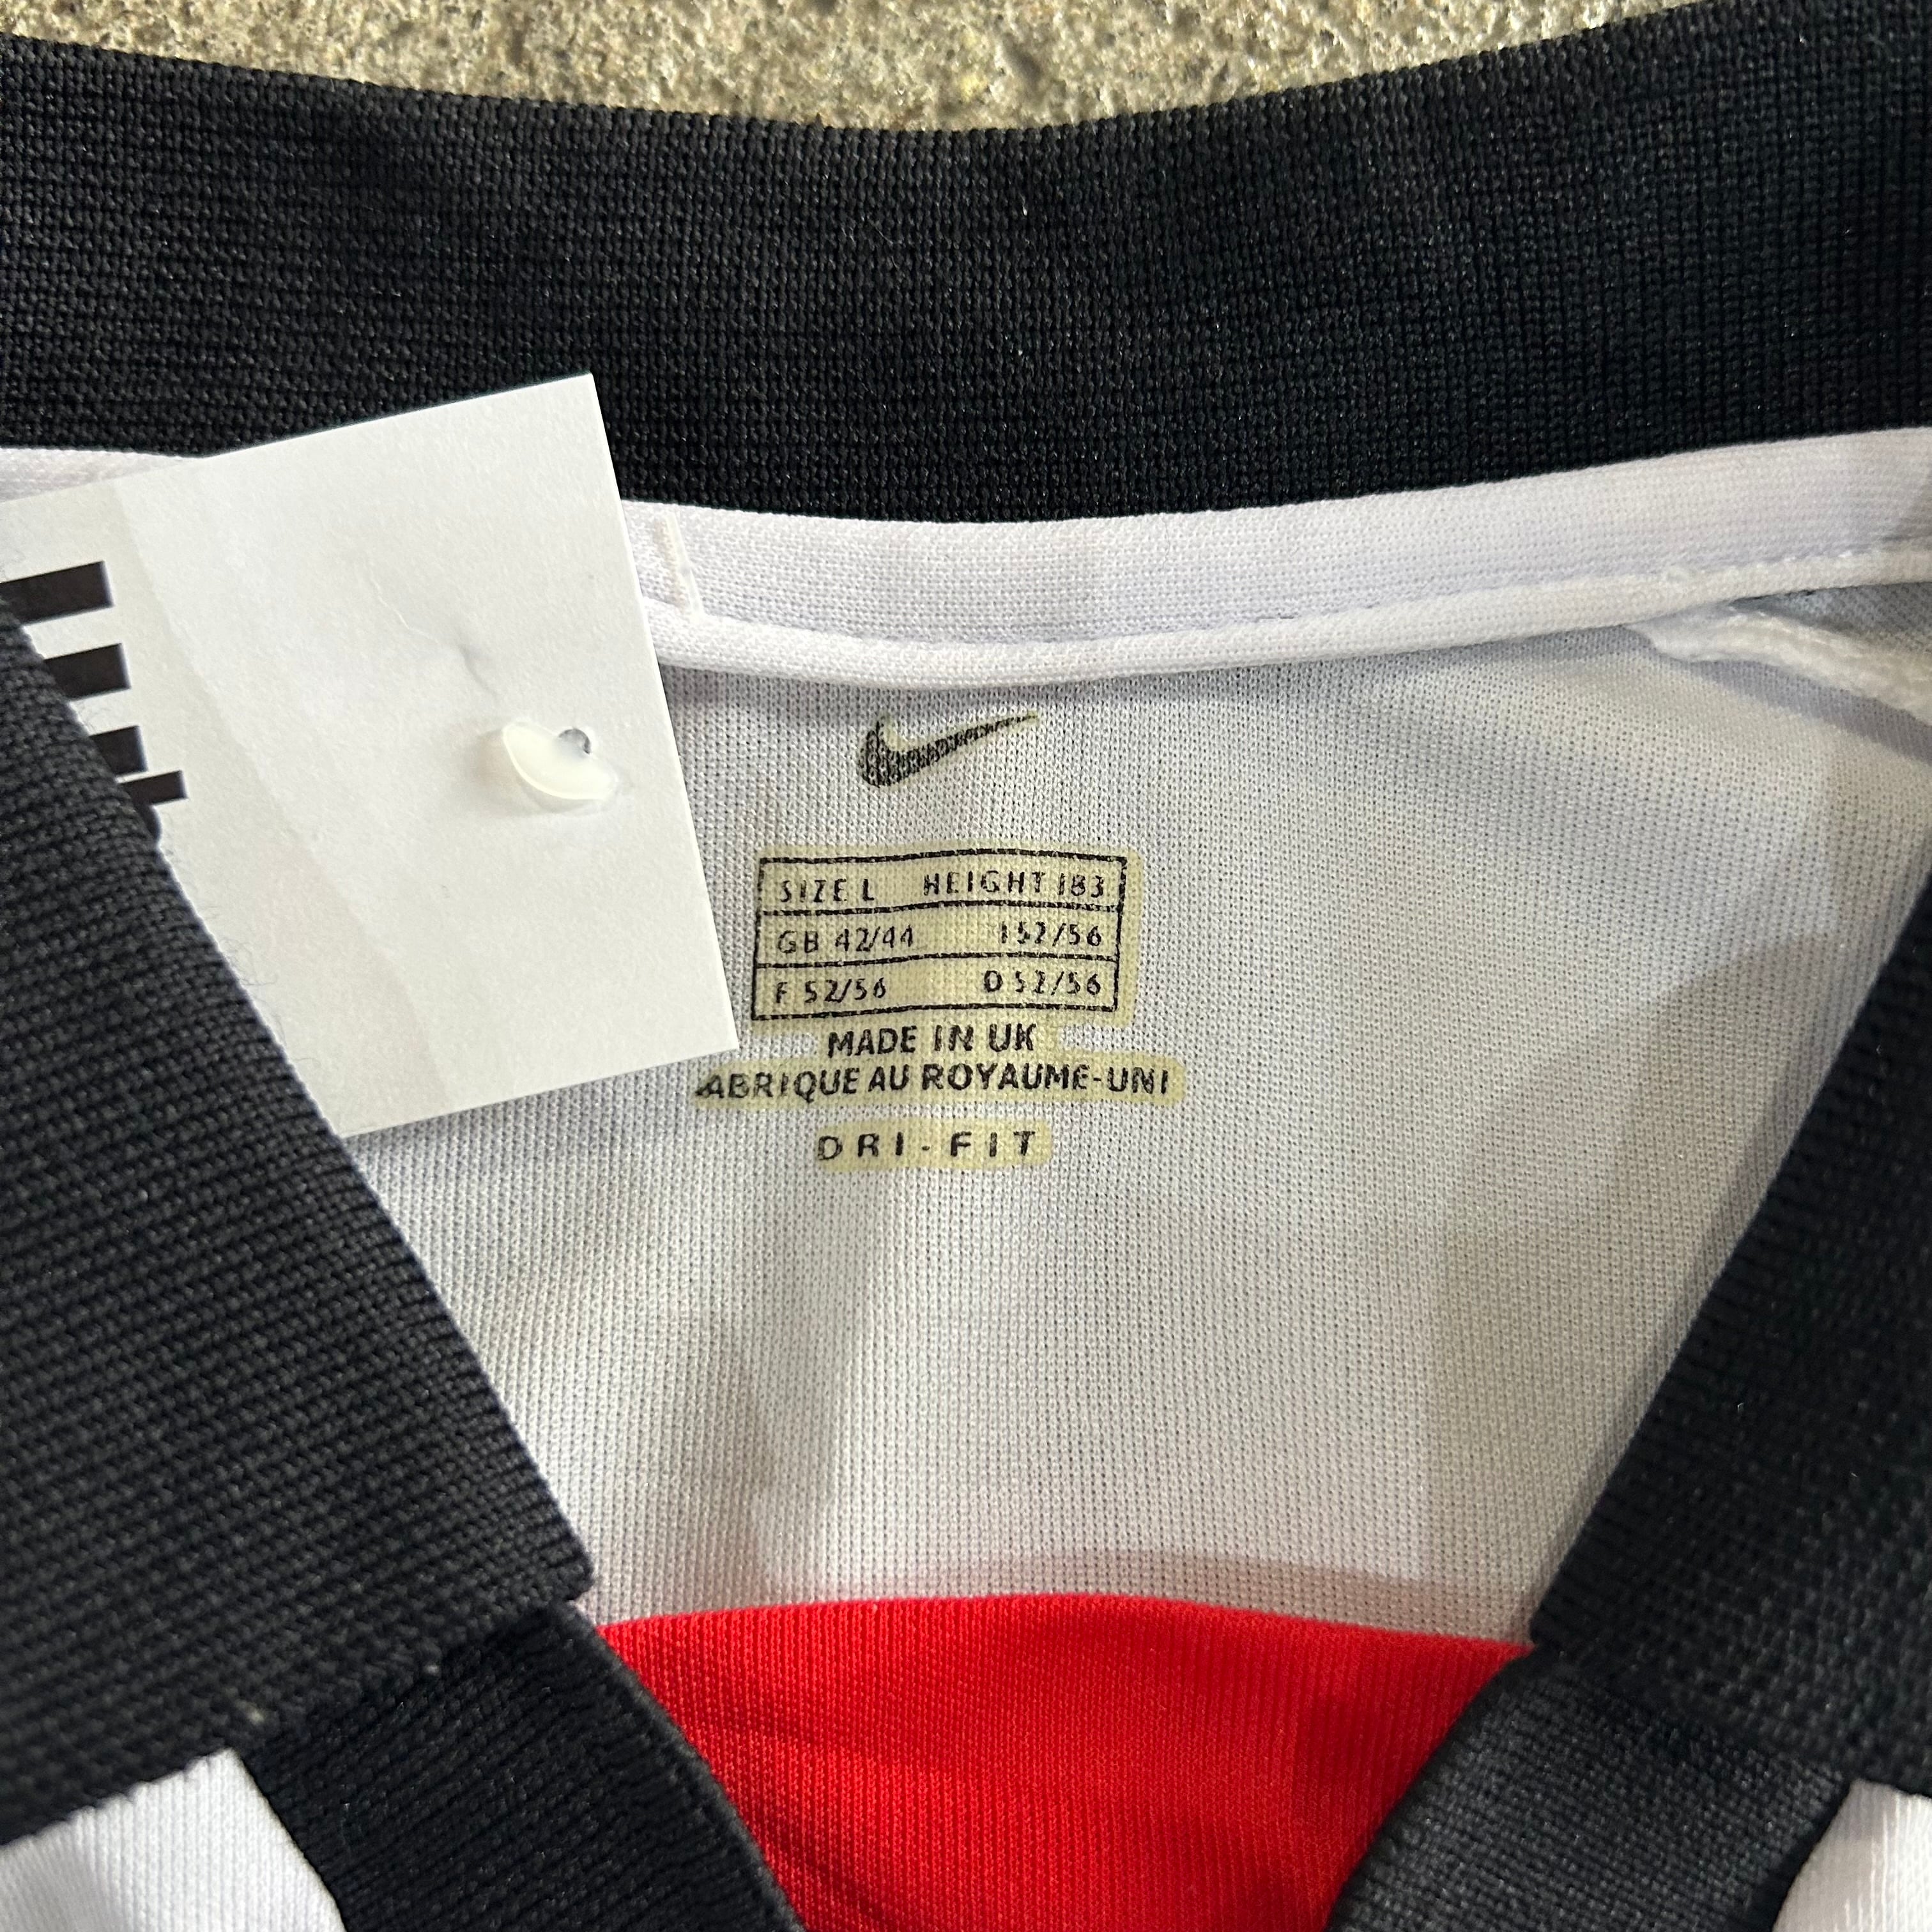 SIZE L HEIGHT 183
GB 42/44 I 52/56
F 52/56 D 52/56
MADE IN UK
ABRIQUE AU ROYAUME-UNI
DRI-FIT